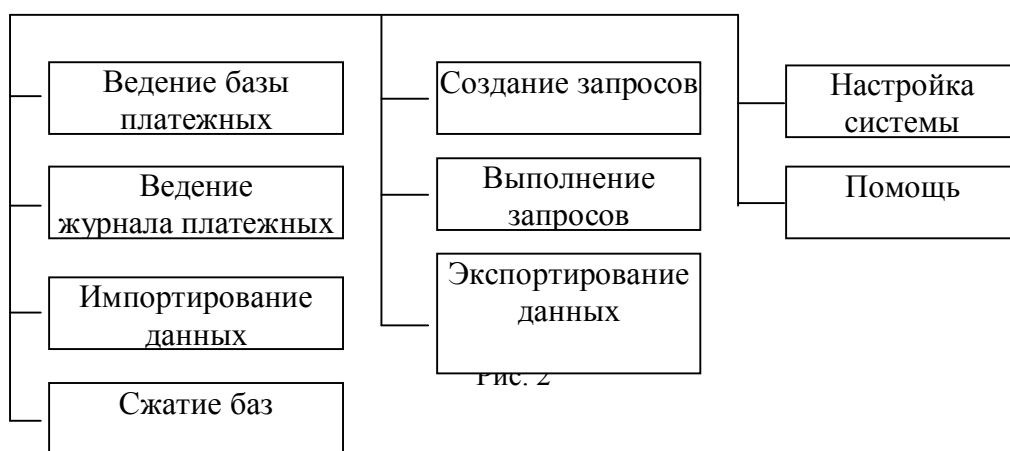 Ведение базы
платежных
Ведение
журнала платежных
Импортирование
данных
Сжатие баз
Создание запросов
Выполнение
запросов
Экспортирование
данных
Настройка
системы
Помощь
Рис. 2